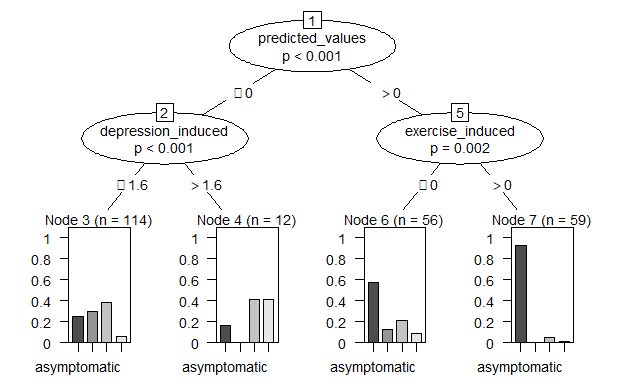 1
predicted_values
p < 0.001
≤ 0
> 0
2
depression_induced
p < 0.001
5
exercise_induced
p = 0.002
1.6
> 1.6
0
> 0
Node 3 (n = 114)
Node 4 (n = 12)
Node 6 (n = 56)
Node 7 (n = 59)
1
0.8
0.6
0.4
0.2
0
asymptomatic
1
0.8
0.6
0.4
0.2
0
asymptomatic
1
0.8
0.6
0.4
0.2
0
asymptomatic
1
0.8
0.6
0.4
0.2
0
asymptomatic